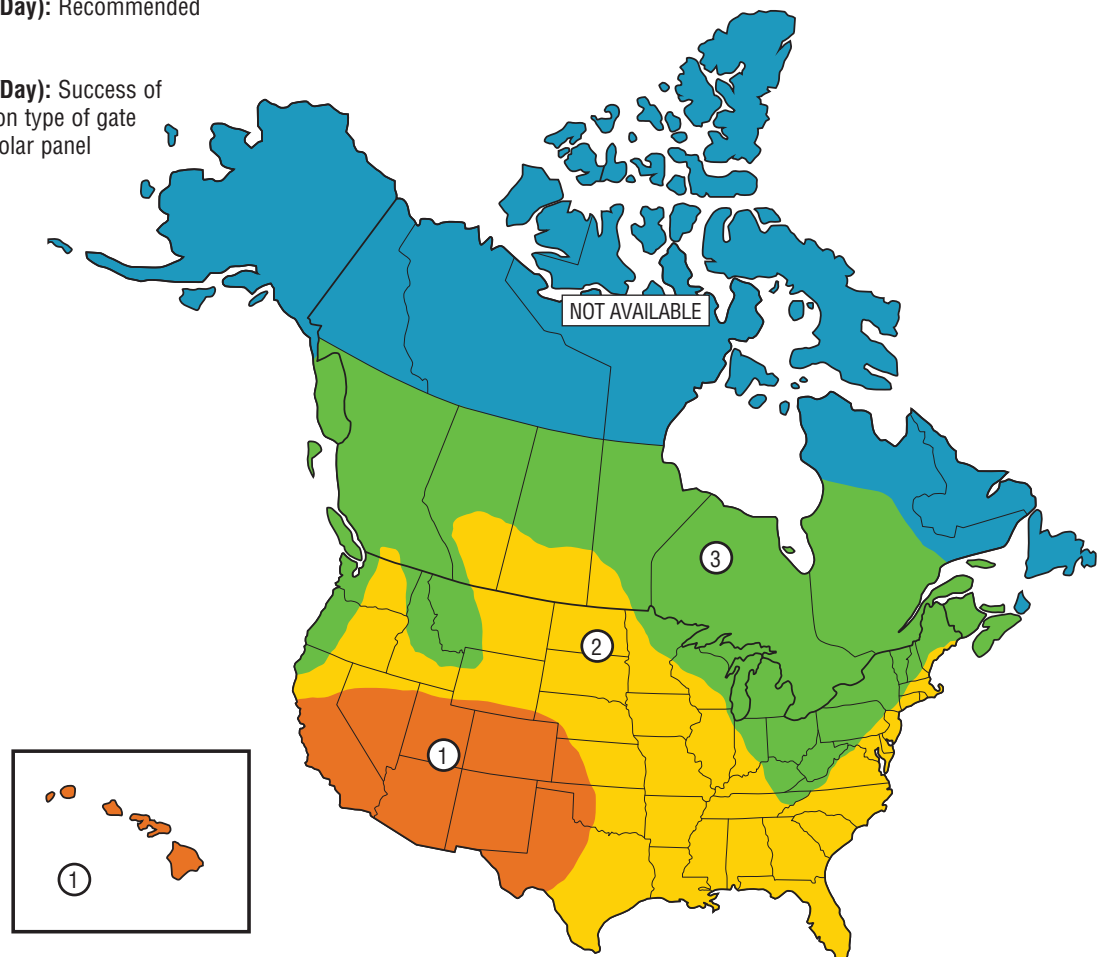 Day): Recommended
Day): Success of
on type of gate
olar panel
NOT AVAILABLE
3
2
1
1